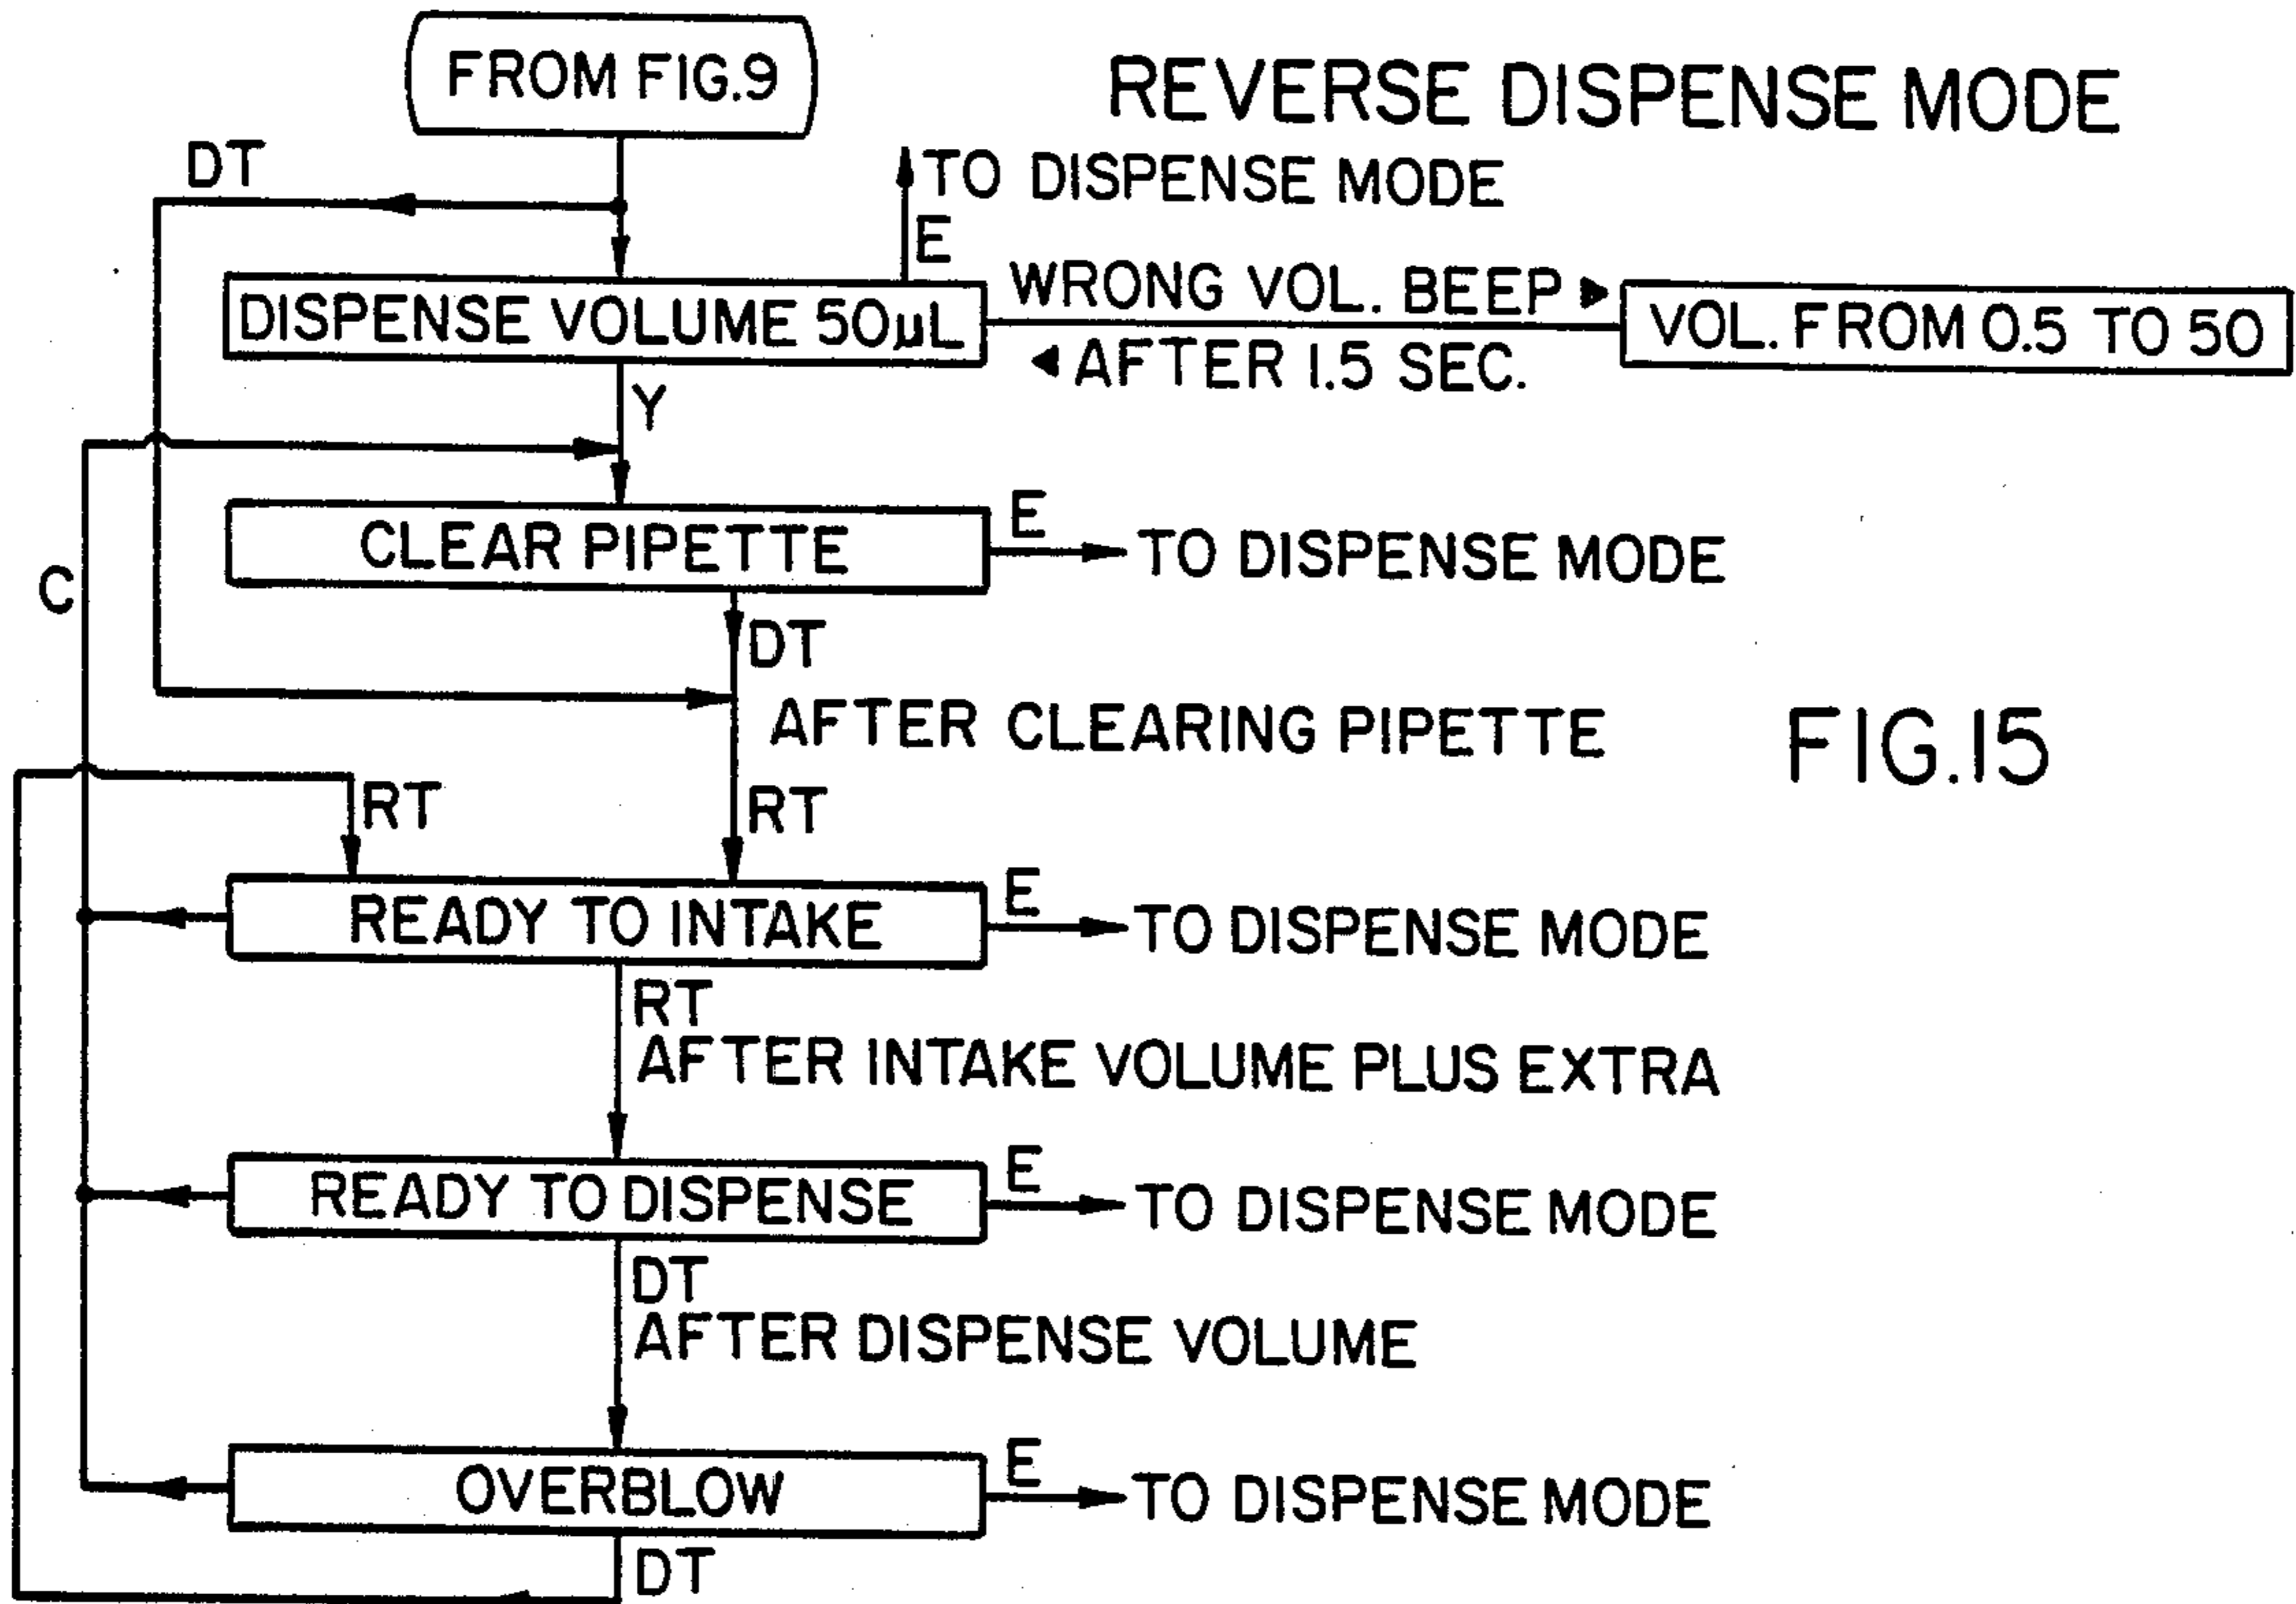 FROM FIG.9
REVERSE DISPENSE MODE
DT
TO DISPENSE MODE
E
DISPENSE VOLUME 50µL
WRONG VOL. BEEP
AFTER 1.5 SEC.
VOL. FROM 0.5 TO 50
Y
CLEAR PIPETTE
E
TO DISPENSE MODE
C
DT
AFTER CLEARING PIPETTE
FIG.15
RT
RT
READY TO INTAKE
E
TO DISPENSE MODE
RT
AFTER INTAKE VOLUME PLUS EXTRA
READY TO DISPENSE
E
TO DISPENSE MODE
DT
AFTER DISPENSE VOLUME
OVERBLOW
E
TO DISPENSE MODE
DT